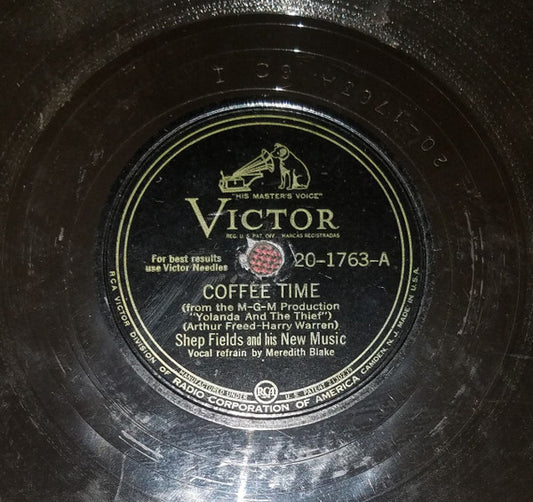 "HIS MASTER'S VOICE"
VICTOR
REG. U. S. PAT. OFF. MARCAS REGISTRADAS
For best results
use Victor Needles
20-1763-A
COFFEE TIME
(from the M-G-M Production
"Yolanda And The Thief")
(Arthur Freed-Harry Warren)
Shep Fields and his New Music
Vocal refrain by Meredith Blake
MANUFACTURED UNDER
RCA
U. S. PATENT
RCA VICTOR DIVISION OF RADIO CORPORATION OF AMERICA CAMDEN, N. J. MADE IN U.S.A.